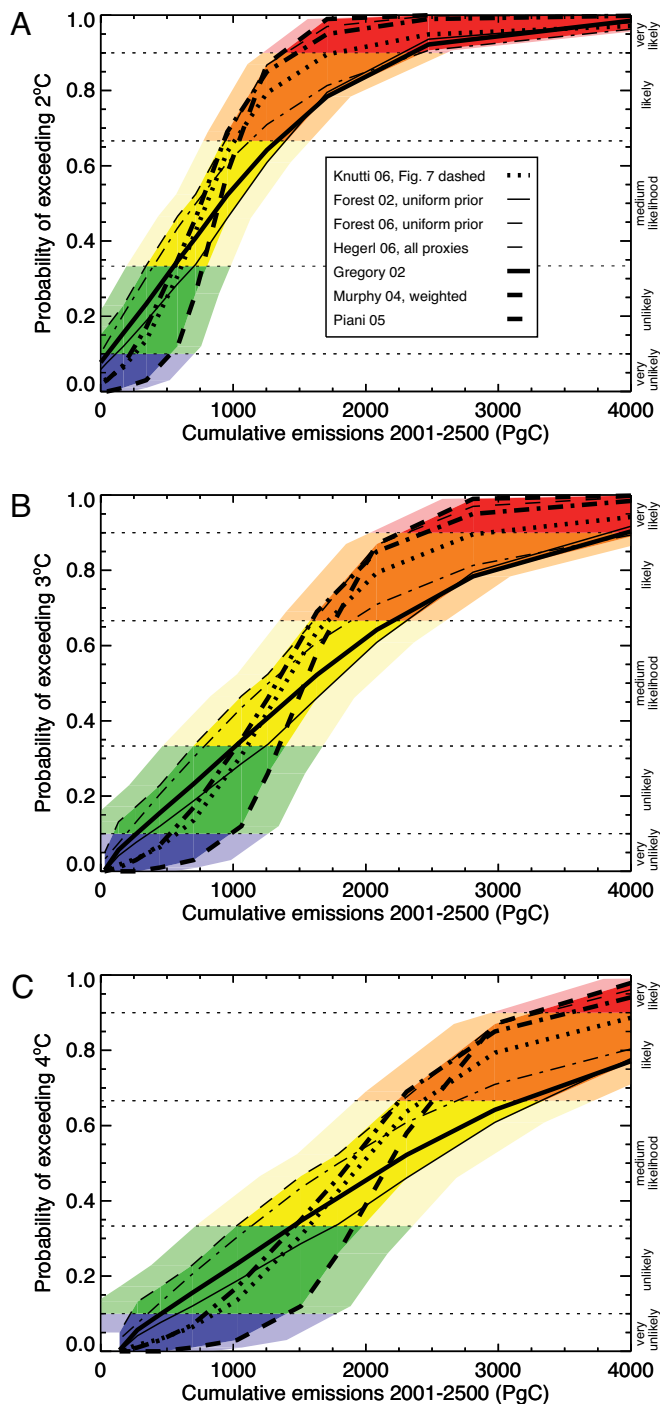 A
Probability of exceeding 2°C
1.0
0.8
0.6
0.4
0.2
0.0
very
likely
likely
medium
likelihood
unlikely
very
unlikely
Knutti 06, Fig. 7 dashed
Forest 02, uniform prior
Forest 06, uniform prior
Hegerl 06, all proxies
Gregory 02
Murphy 04, weighted
Piani 05
0 1000 2000 3000 4000
Cumulative emissions 2001-2500 (PgC)
B
Probability of exceeding 3°C
1.0
0.8
0.6
0.4
0.2
0.0
very
likely
likely
medium
likelihood
unlikely
very
unlikely
0 1000 2000 3000 4000
Cumulative emissions 2001-2500 (PgC)
C
Probability of exceeding 4°C
1.0
0.8
0.6
0.4
0.2
0.0
very
likely
likely
medium
likelihood
unlikely
very
unlikely
0 1000 2000 3000 4000
Cumulative emissions 2001-2500 (PgC)